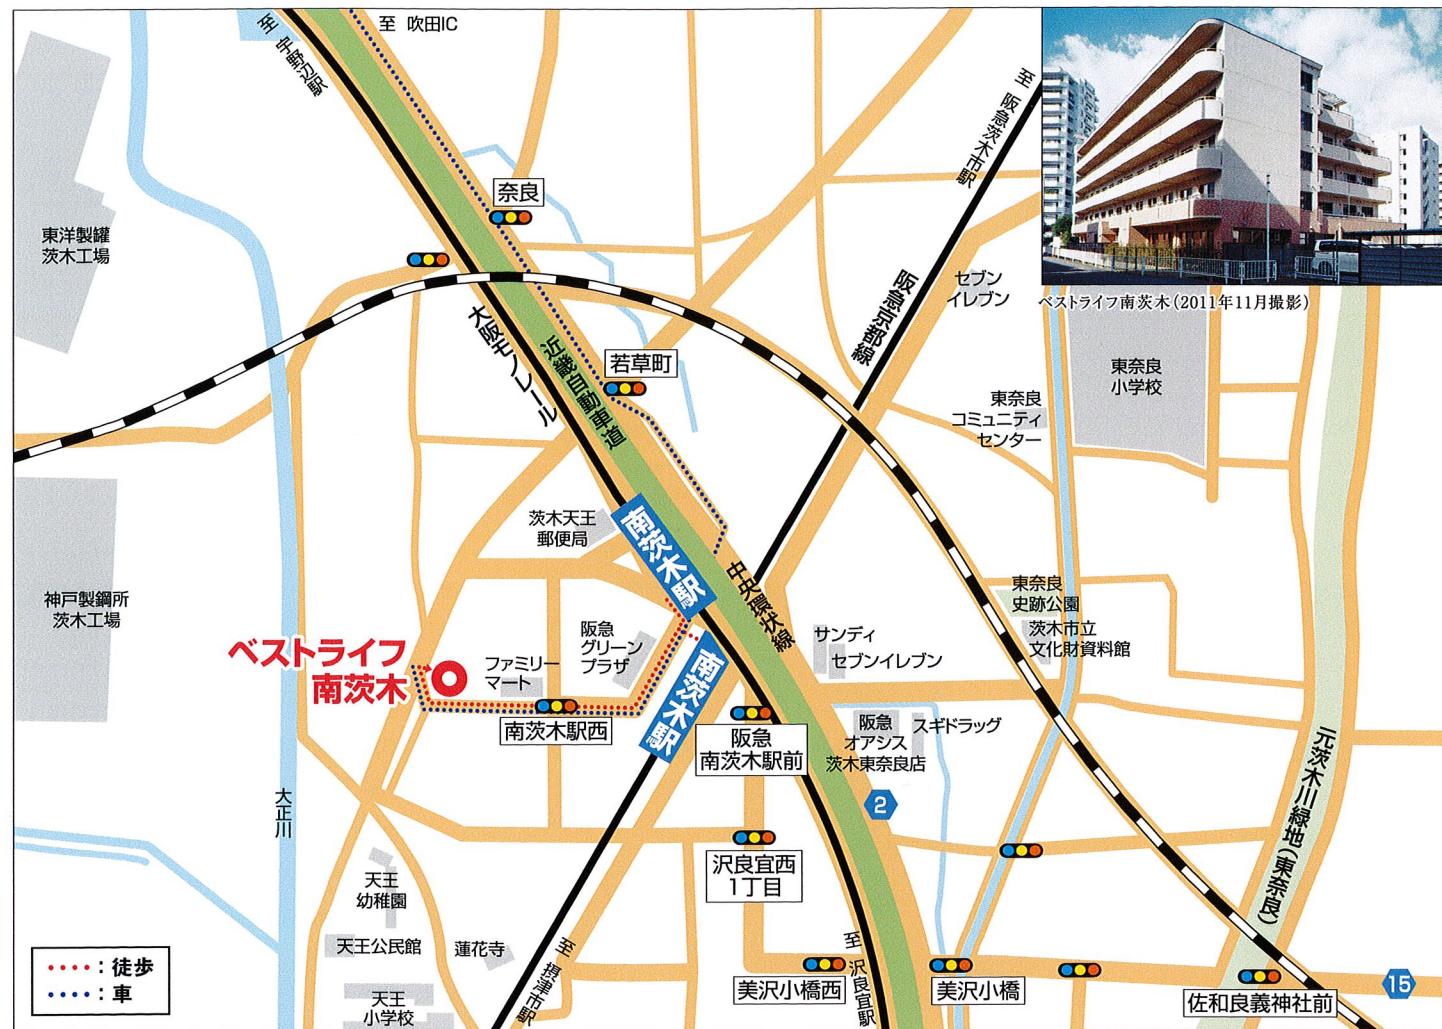 至 宇野辺駅
至 吹田IC
至 阪急茨木市駅
東洋製罐
茨木工場
奈良
大阪モノレール
近畿自動車道
若草町
阪急京都線
セブン
イレブン
ベストライフ南茨木(2011年11月撮影)
東奈良
小学校
東奈良
コミュニティ
センター
茨木天王
郵便局
南茨木駅
中央環状線
神戸製鋼所
茨木工場
ベストライフ
南茨木
ファミリー
マート
阪急
グリーン
プラザ
南茨木駅
南茨木駅西
阪急
南茨木駅前
サンディ
セブンイレブン
東奈良
史跡公園
茨木市立
文化財資料館
阪急
オアシス
茨木東奈良店
スギドラッグ
2
大正川
元茨木川緑地(東奈良)
沢良宜西
1丁目
天王
幼稚園
天王公民館
蓮花寺
天王
小学校
至 摂津市駅
至 沢良宜駅
美沢小橋西
美沢小橋
佐和良義神社前
15
:徒歩
:車